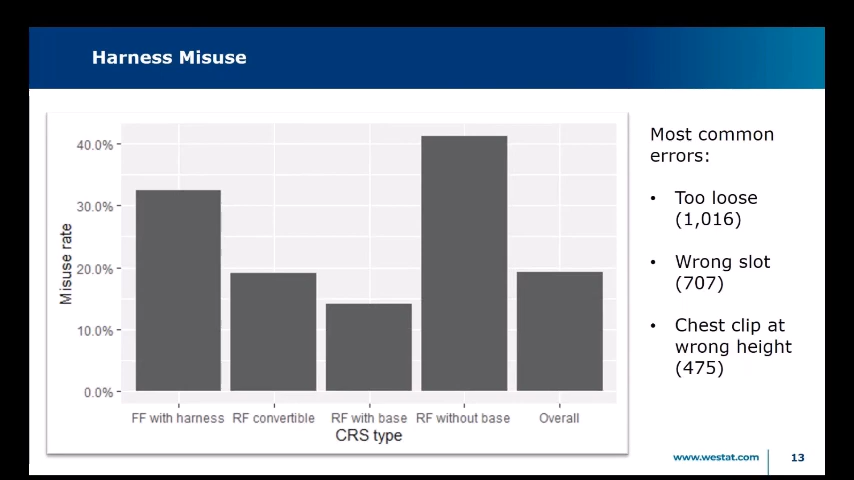 Harness Misuse
40.0%
30.0%
20.0%
10.0%
0.0%
Misuse rate
FF with harness RF convertible RF with base RF without base Overall
CRS type
Most common
errors:
• Too loose
(1,016)
• Wrong slot
(707)
• Chest clip at
wrong height
(475)
www.westat.com 13